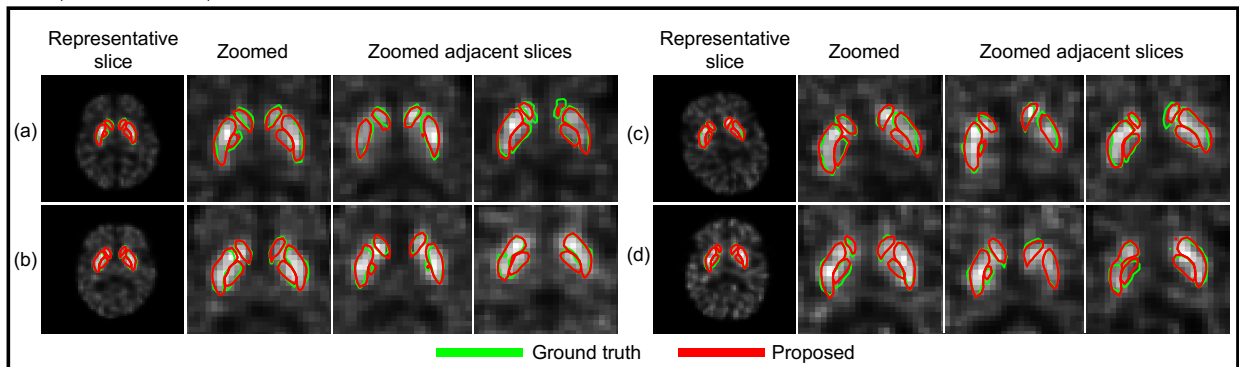 Representative slice
Zoomed
Zoomed adjacent slices
Representative slice
Zoomed
Zoomed adjacent slices
(a)
(c)
(b)
(d)
Ground truth
Proposed